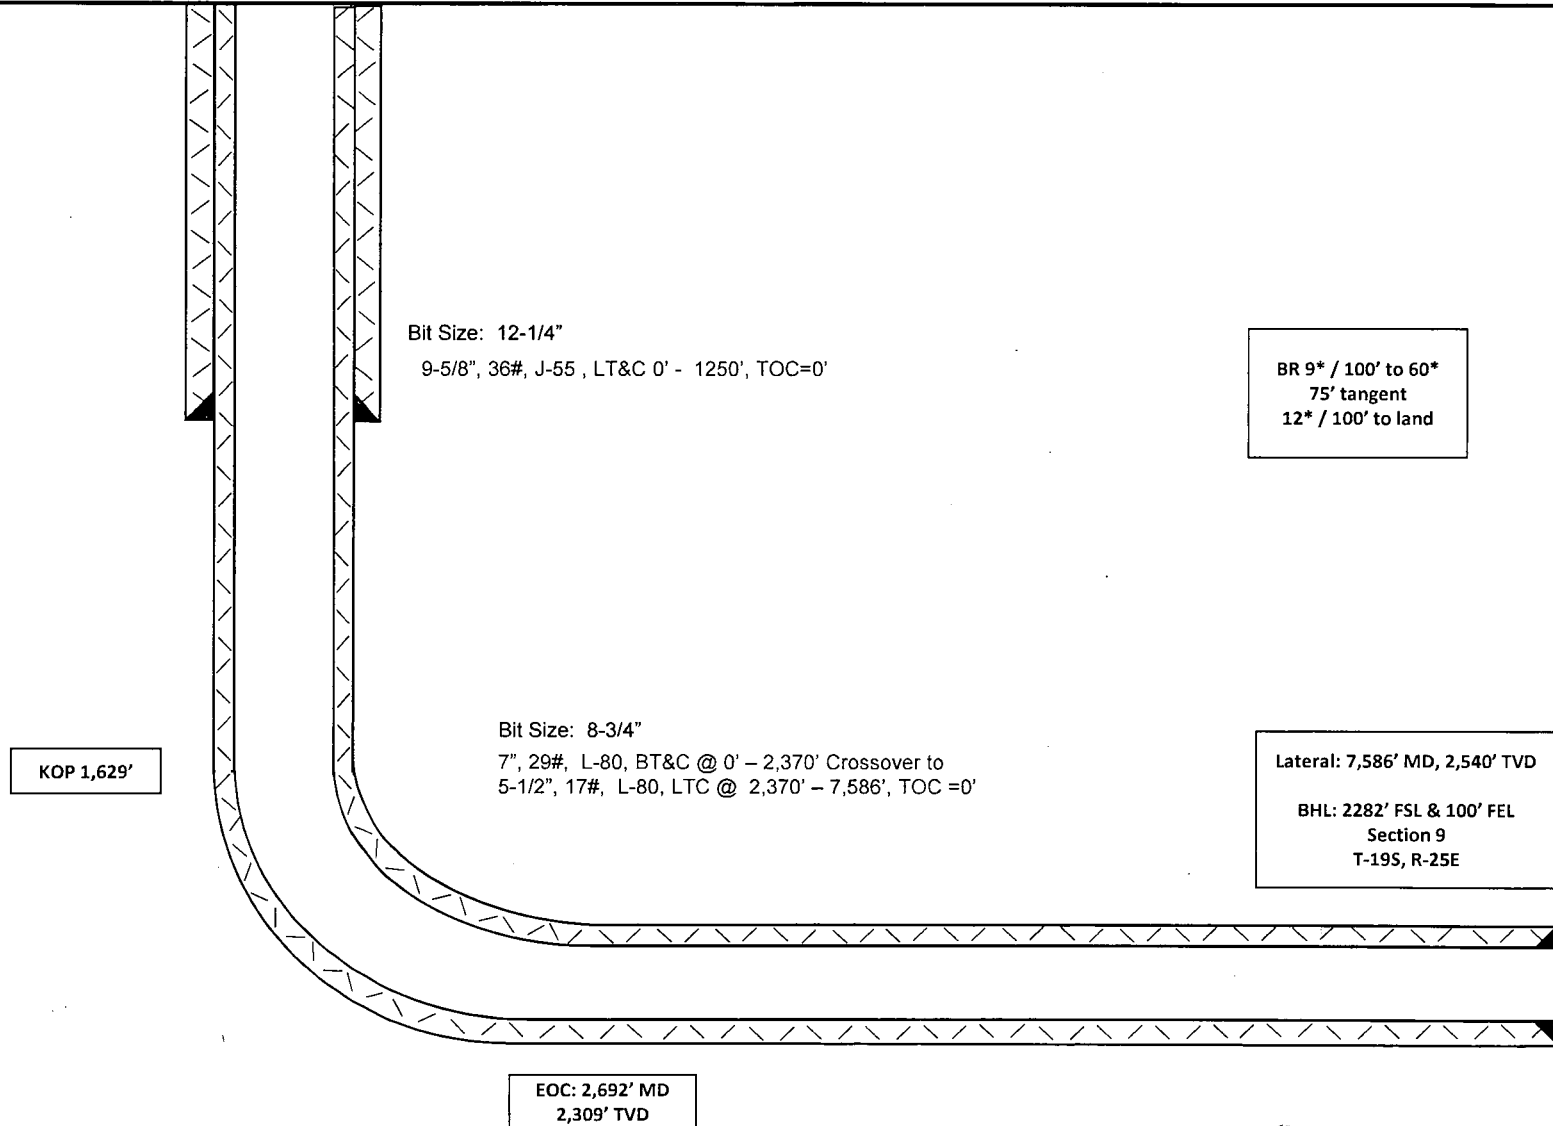 Bit Size: 12-1/4”
9-5/8”, 36#, J-55 , LT&C 0’ - 1250’, TOC=0’
BR 9* / 100’ to 60*
75’ tangent
12* / 100’ to land
Bit Size: 8-3/4”
7”, 29#, L-80, BT&C @ 0’ – 2,370’ Crossover to
5-1/2”, 17#, L-80, LTC @ 2,370’ – 7,586’, TOC =0’
KOP 1,629’
Lateral: 7,586’ MD, 2,540’ TVD
BHL: 2282’ FSL & 100’ FEL
Section 9
T-19S, R-25E
EOC: 2,692’ MD
2,309’ TVD